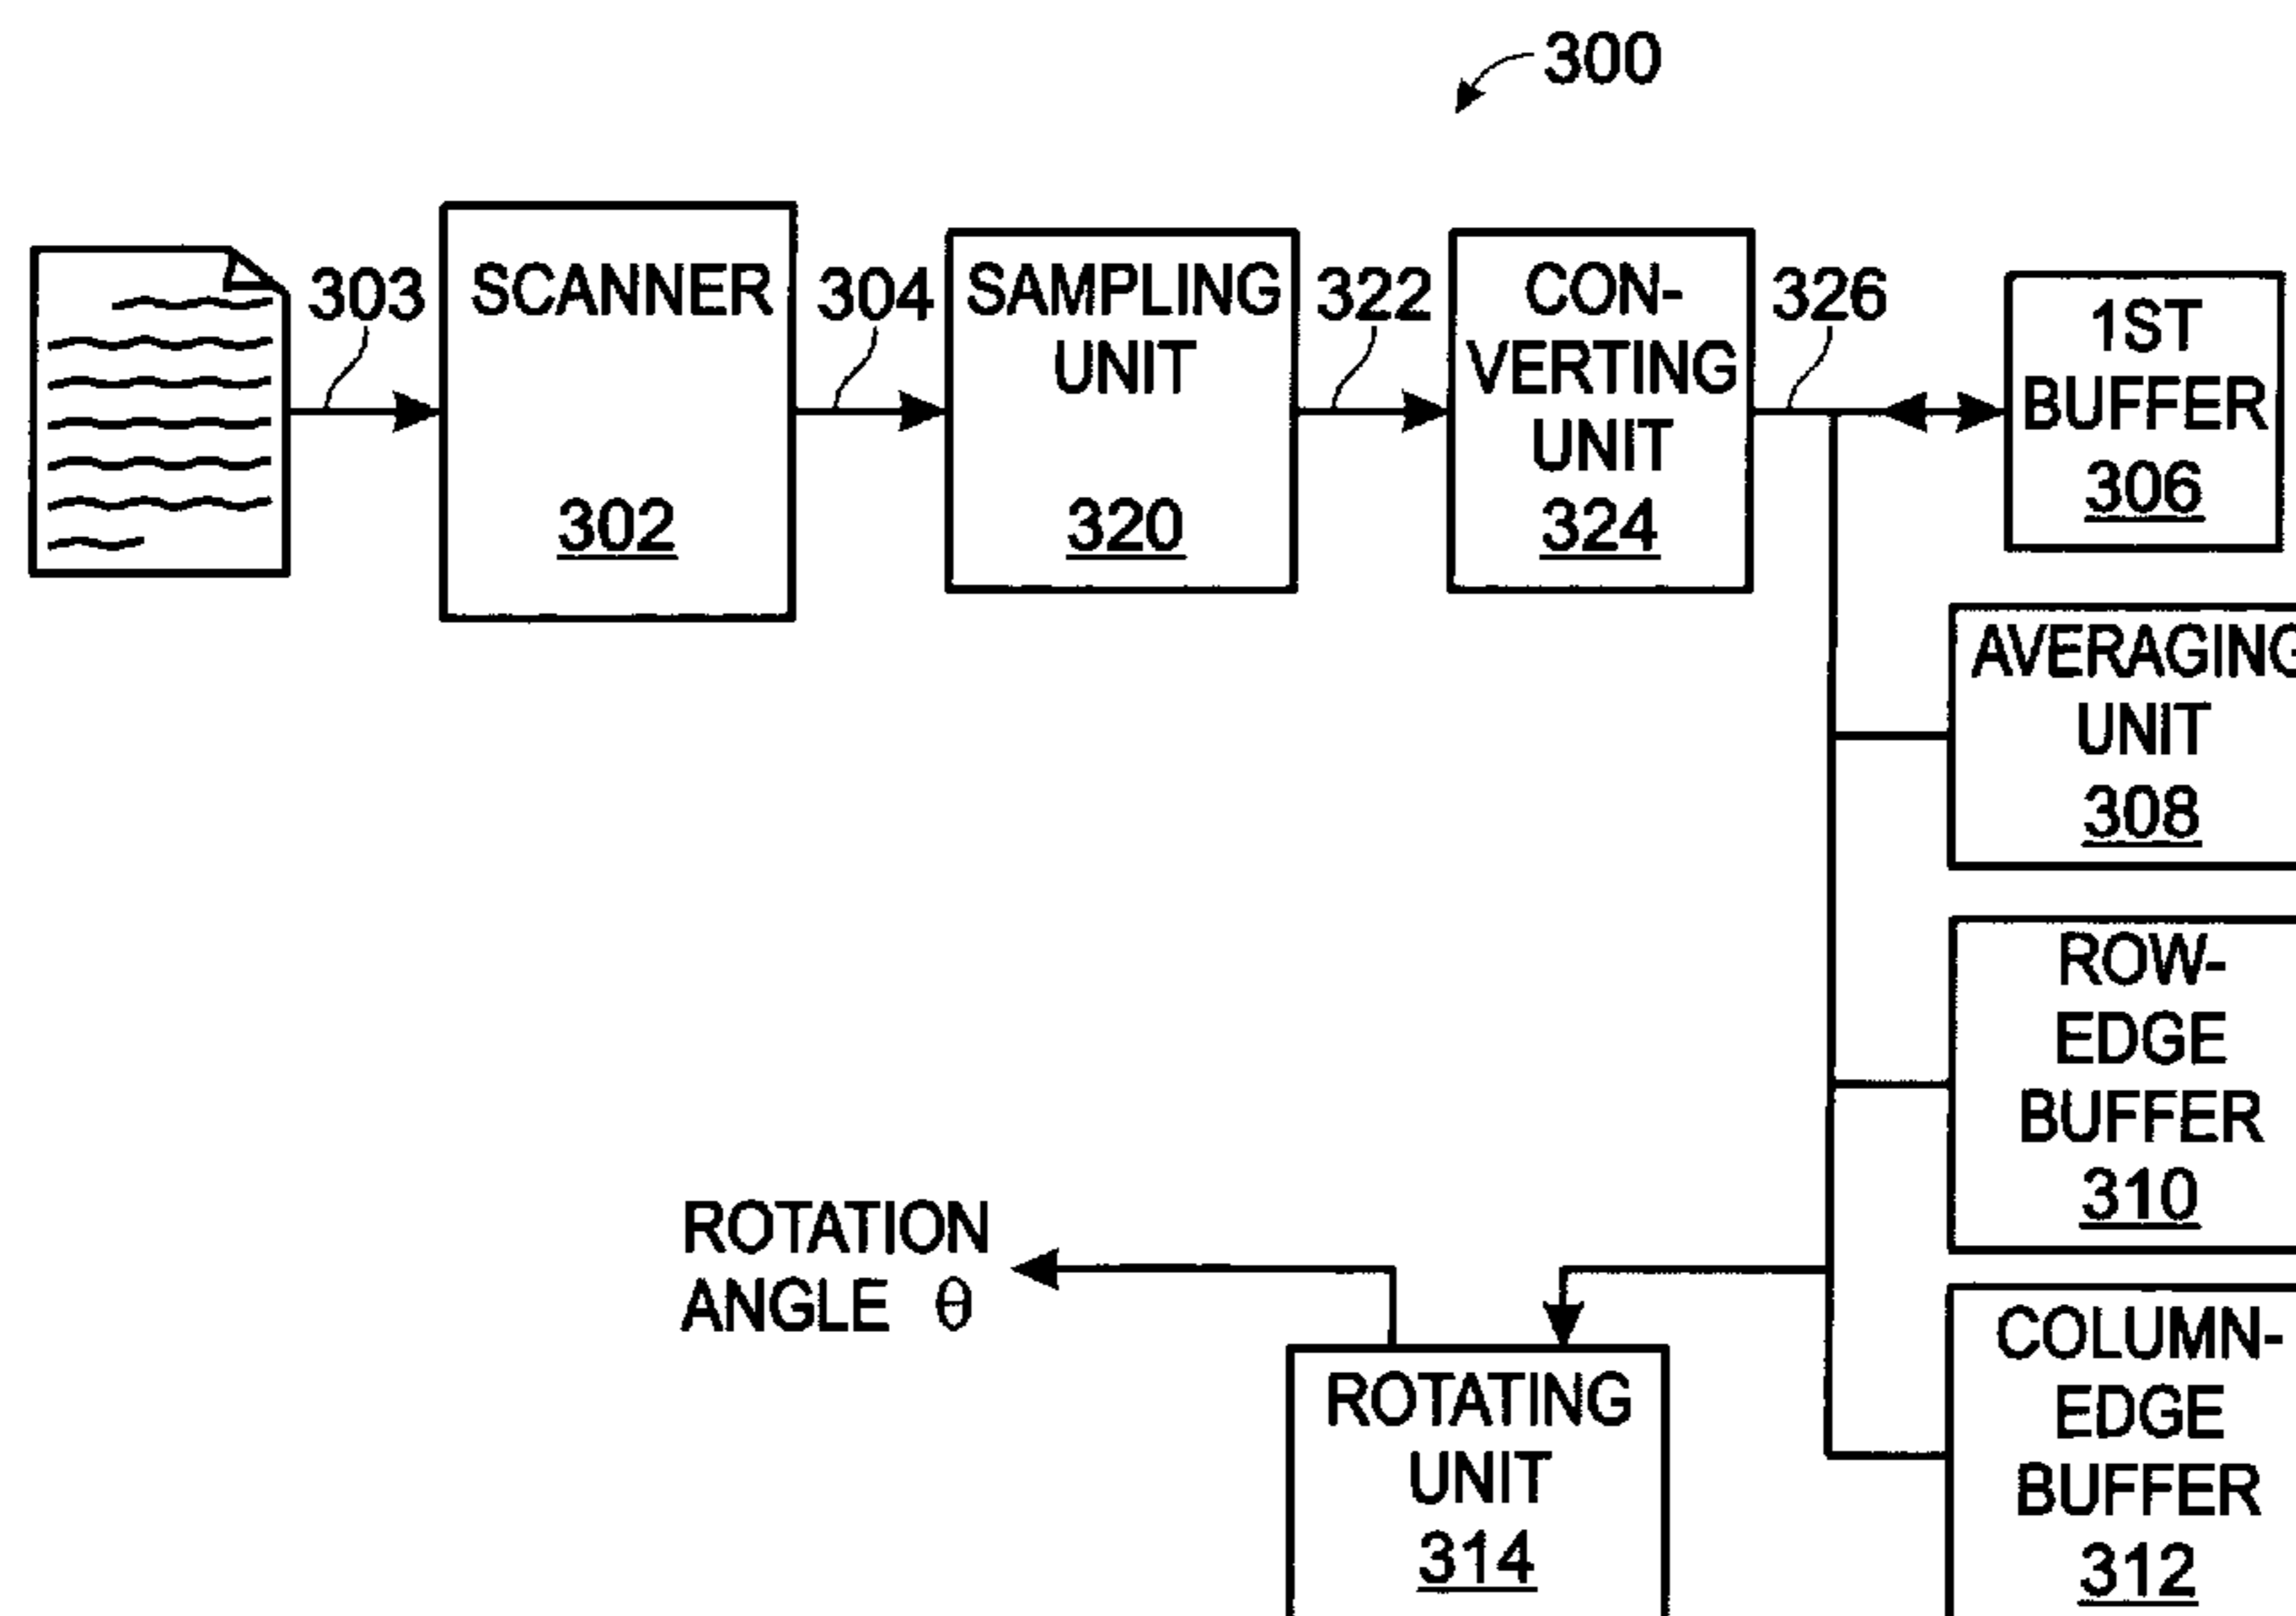 300
303
SCANNER
302
304
SAMPLING
UNIT
320
322
CON-
VERTING
UNIT
324
326
1ST
BUFFER
306
AVERAGING
UNIT
308
ROW-
EDGE
BUFFER
310
COLUMN-
EDGE
BUFFER
312
ROTATION
ANGLE θ
ROTATING
UNIT
314